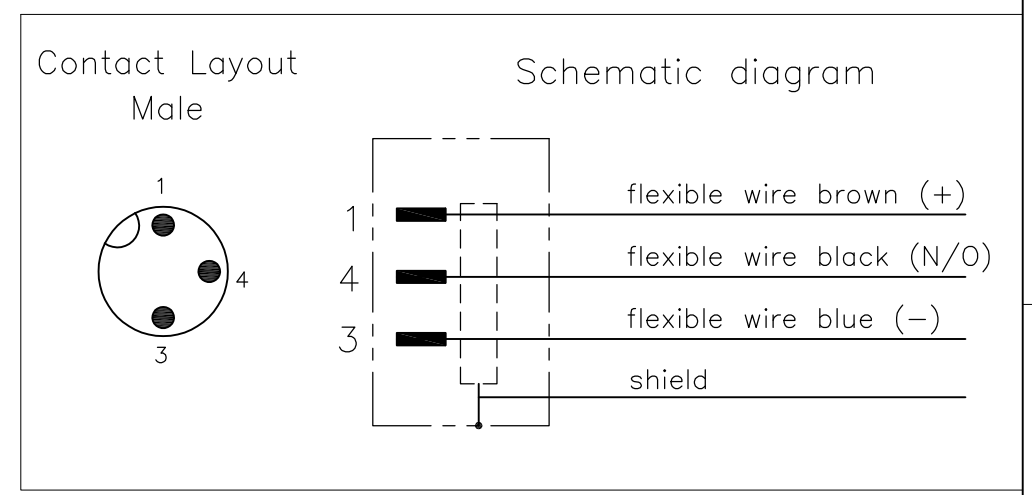 Contact Layout
Male
1
4
3
Schematic diagram
1 flexible wire brown (+)
4 flexible wire black (N/O)
3 flexible wire blue (−)
shield